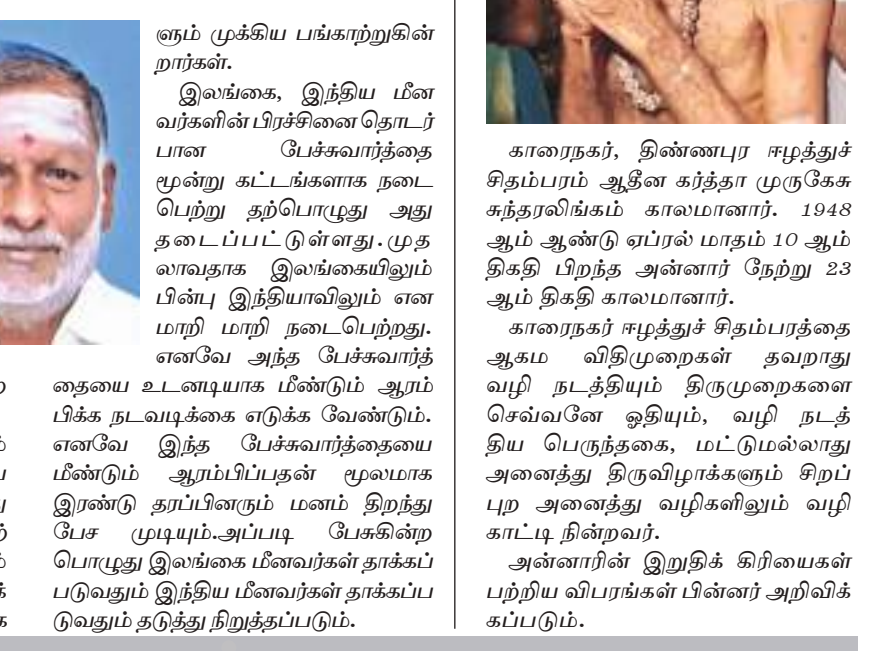 ளும் முக்கிய பங்காற்றுகின்
றார்கள்.
இலங்கை, இந்திய மீன
வர்களின் பிரச்சினை தொடர்
பான பேச்சுவார்த்தை
மூன்று கட்டங்களாக நடை
பெற்று தற்பொழுது அது
தடைப்பட்டுள்ளது.முத
லாவதாக இலங்கையிலும்
பின்பு இந்தியாவிலும் என
மாறி மாறி நடைபெற்றது.
எனவே அந்த பேச்சுவார்த்
தையை உடனடியாக மீண்டும் ஆரம்
பிக்க நடவடிக்கை எடுக்க வேண்டும்.
எனவே இந்த பேச்சுவார்த்தையை
மீண்டும் ஆரம்பிப்பதன் மூலமாக
இரண்டு தரப்பினரும் மனம் திறந்து
பேச முடியும்.அப்படி பேசுகின்ற
பொழுது இலங்கை மீனவர்கள் தாக்கப்
படுவதும் இந்திய மீனவர்கள் தாக்கப்ப
டுவதும் தடுத்து நிறுத்தப்படும்.
காரைநகர், திண்ணபுர ஈழத்துச்
சிதம்பரம் ஆதீன கர்த்தா முருகேசு
சுந்தரலிங்கம் காலமானார். 1948
ஆம் ஆண்டு ஏப்ரல் மாதம் 10 ஆம்
திகதி பிறந்த அன்னார் நேற்று 23
ஆம் திகதி காலமானார்.
காரைநகர் ஈழத்துச் சிதம்பரத்தை
ஆகம விதிமுறைகள் தவறாது
வழி நடத்தியும் திருமுறைகளை
செவ்வனே ஓதியும், வழி நடத்
திய பெருந்தகை, மட்டுமல்லாது
அனைத்து திருவிழாக்களும் சிறப்
புற அனைத்து வழிகளிலும் வழி
காட்டி நின்றவர்.
அன்னாரின் இறுதிக் கிரியைகள்
பற்றிய விபரங்கள் பின்னர் அறிவிக்
கப்படும்.